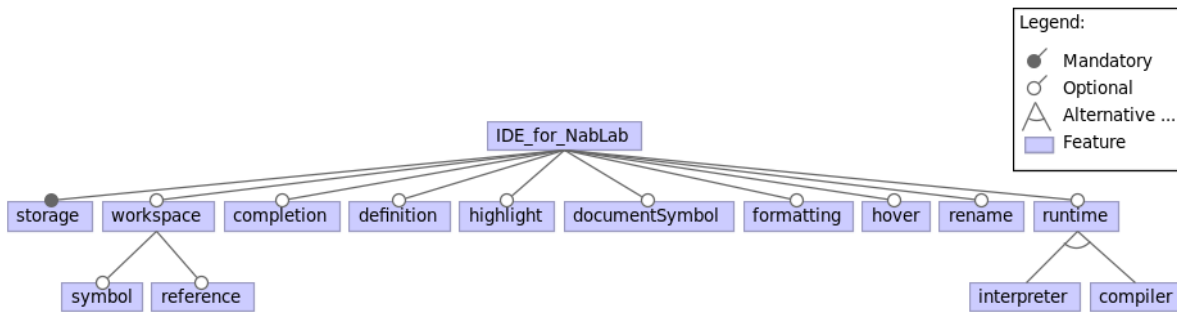 Legend:
Mandatory
Optional
Alternative ...
Feature
IDE_for_NabLab
storage workspace completion definition highlight documentSymbol formatting hover rename runtime
symbol reference interpreter compiler